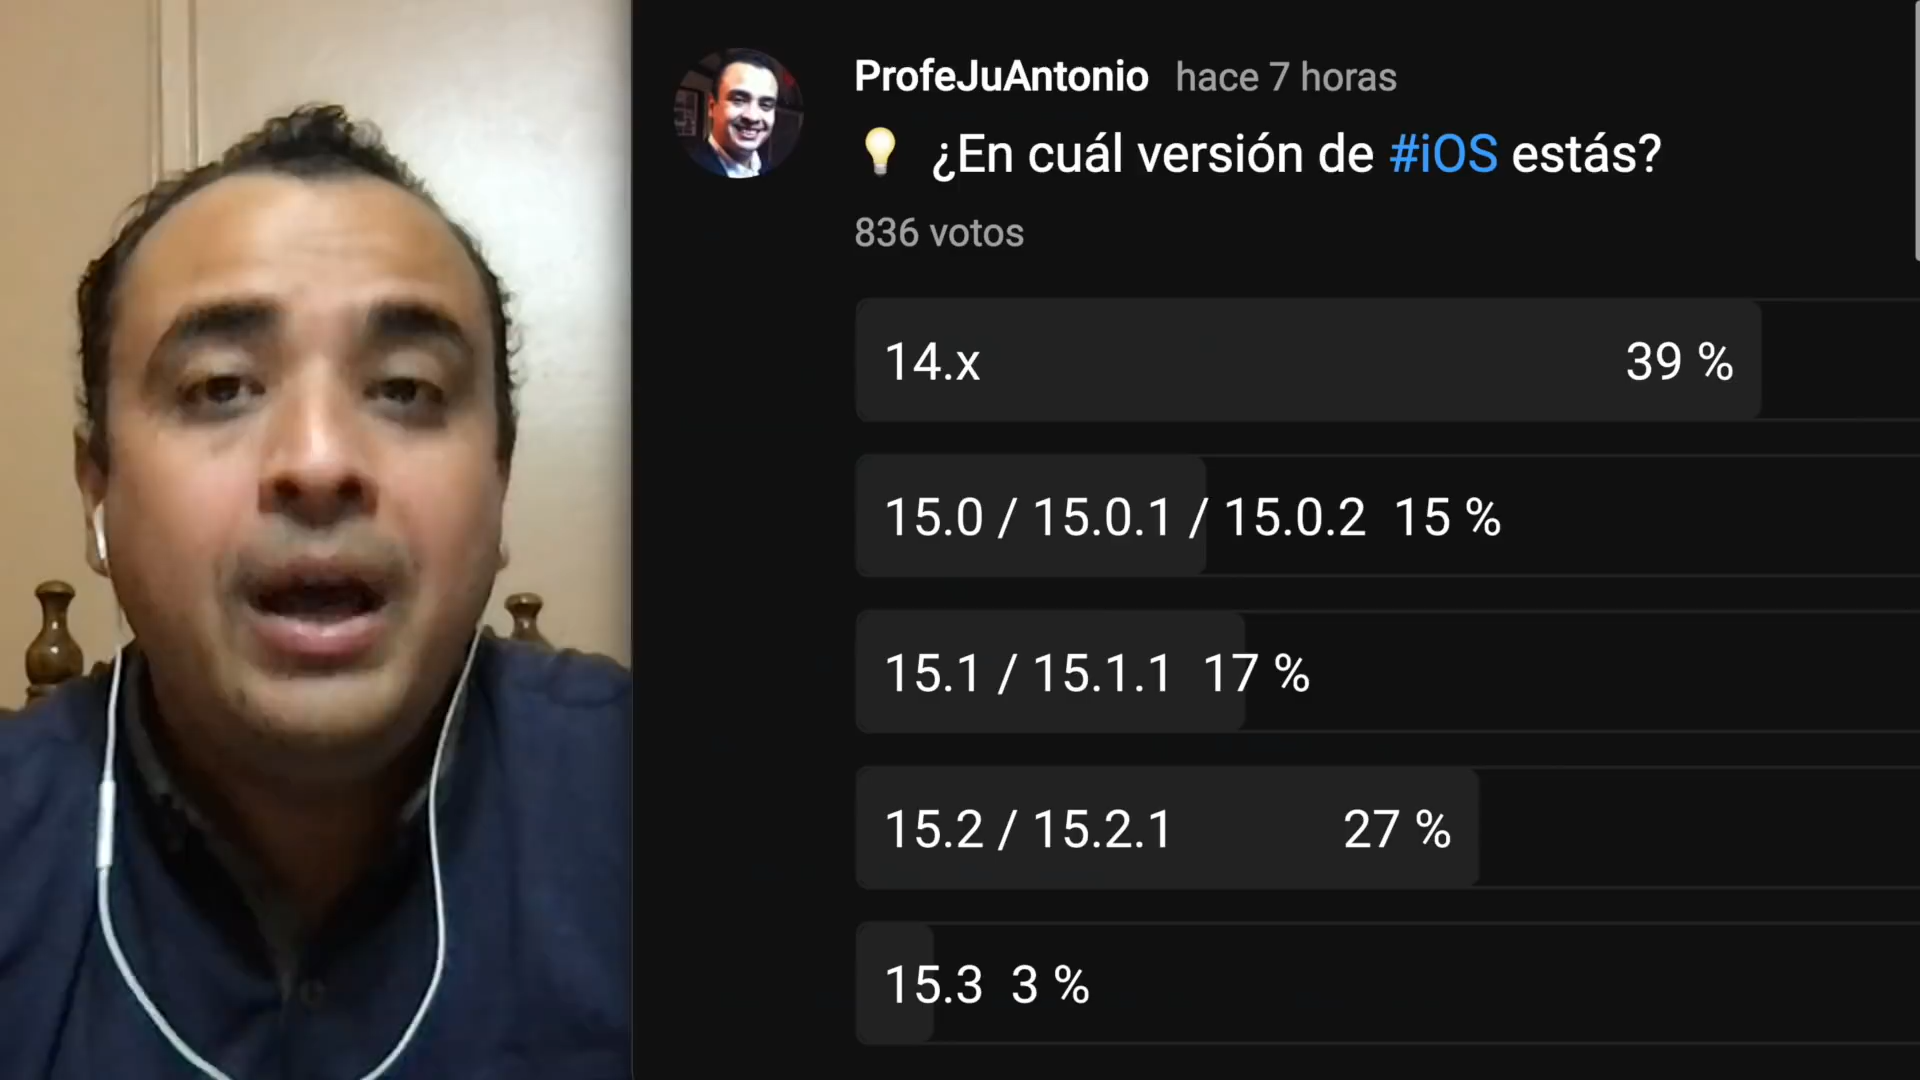 ProfeJuAntonio hace 7 horas
¿En cuál versión de #iOS estás?
836 votos
14.x 39 %
15.0 / 15.0.1 / 15.0.2 15 %
15.1 / 15.1.1 17 %
15.2 / 15.2.1 27 %
15.3 3 %